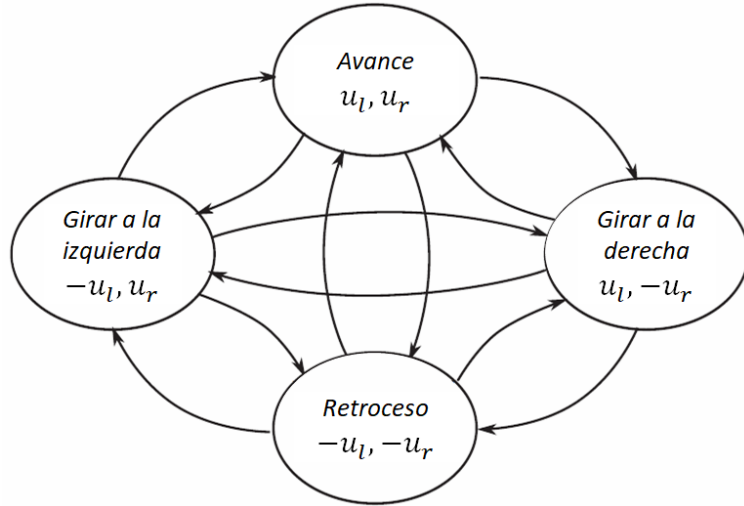 Avance
u_l, u_r
Girar a la
izquierda
−u_l, u_r
Girar a la
derecha
u_l, −u_r
Retroceso
−u_l, −u_r